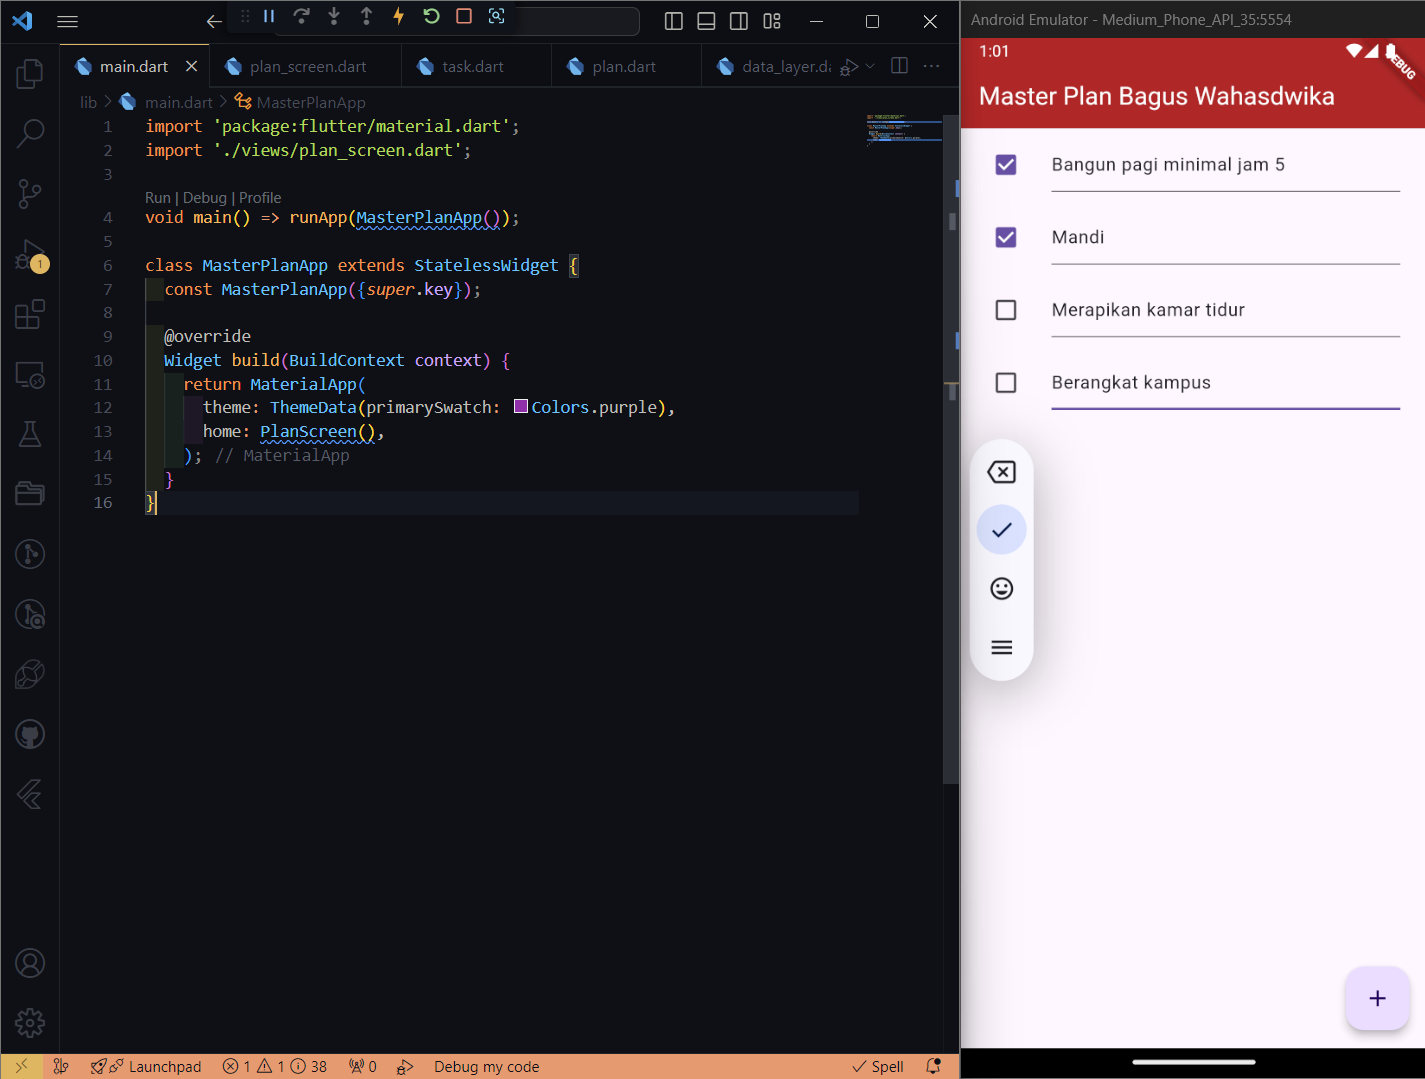 main.dart
plan_screen.dart
task.dart
plan.dart
data_layer.da
lib > main.dart > MasterPlanApp
1 import 'package:flutter/material.dart';
2 import './views/plan_screen.dart';
3
Run | Debug | Profile
4 void main() => runApp(MasterPlanApp());
5
6 class MasterPlanApp extends StatelessWidget {
7 const MasterPlanApp({super.key});
8
9 @override
10 Widget build(BuildContext context) {
11 return MaterialApp(
12 theme: ThemeData(primarySwatch: Colors.purple),
13 home: PlanScreen(),
14 ); // MaterialApp
15 }
16 }
1
Launchpad
1 1 38
0
Debug my code
Spell
Android Emulator - Medium_Phone_API_35:5554
1:01
DEBUG
Master Plan Bagus Wahasdwika
Bangun pagi minimal jam 5
Mandi
Merapikan kamar tidur
Berangkat kampus